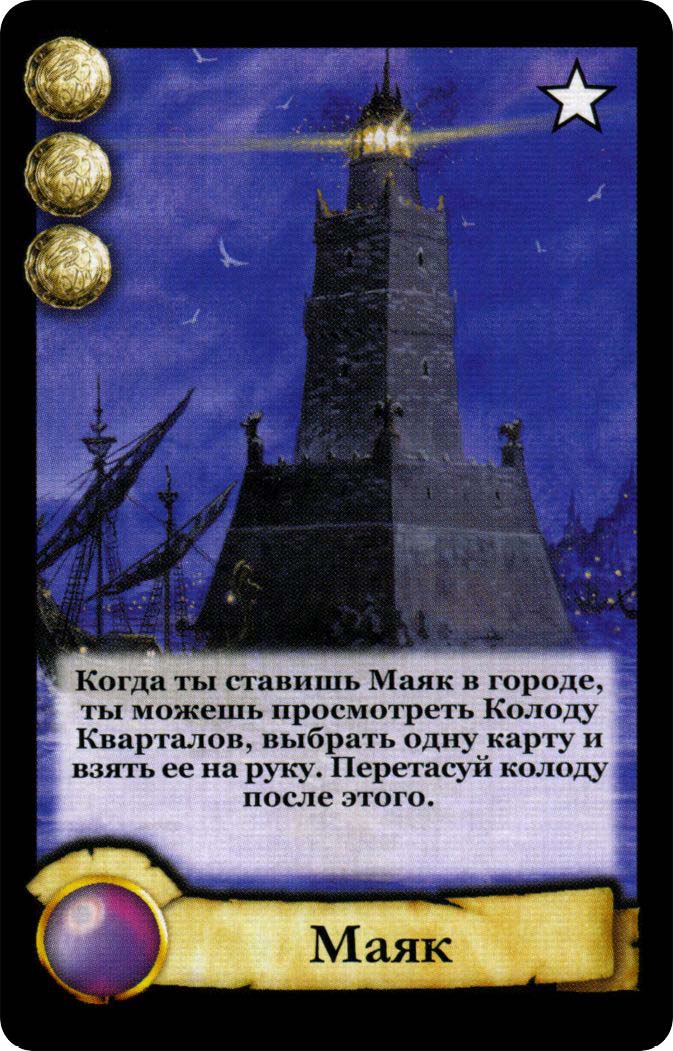 Когда ты ставишь Маяк в городе,
ты можешь просмотреть Колоду
Кварталов, выбрать одну карту и
взять ее на руку. Перетасуй колоду
после этого.
Маяк